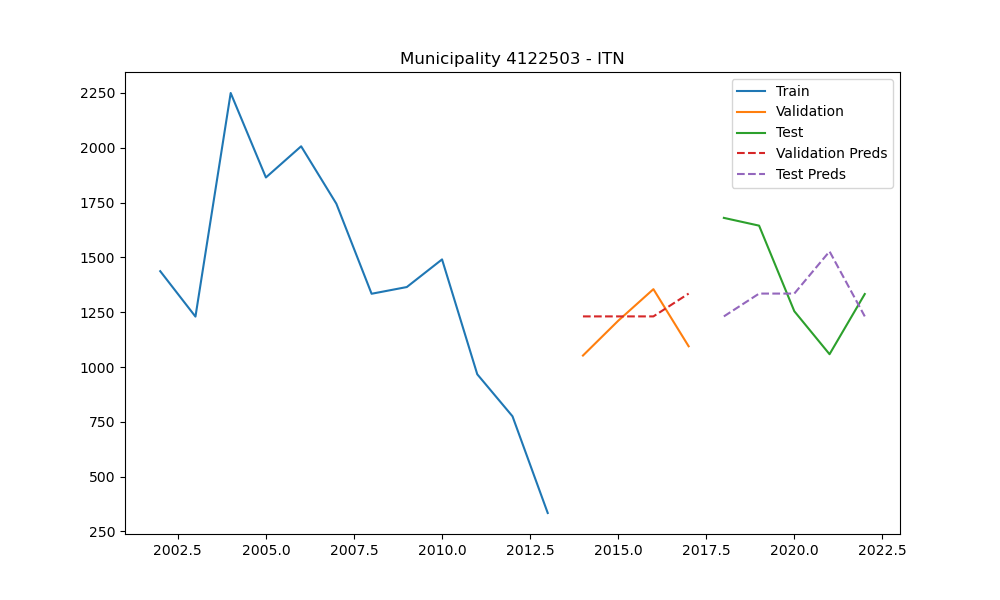 Municipality 4122503 - ITN
2250
2000
1750
1500
1250
1000
750
500
250
2002.5 2005.0 2007.5 2010.0 2012.5 2015.0 2017.5 2020.0 2022.5
Train
Validation
Test
Validation Preds
Test Preds